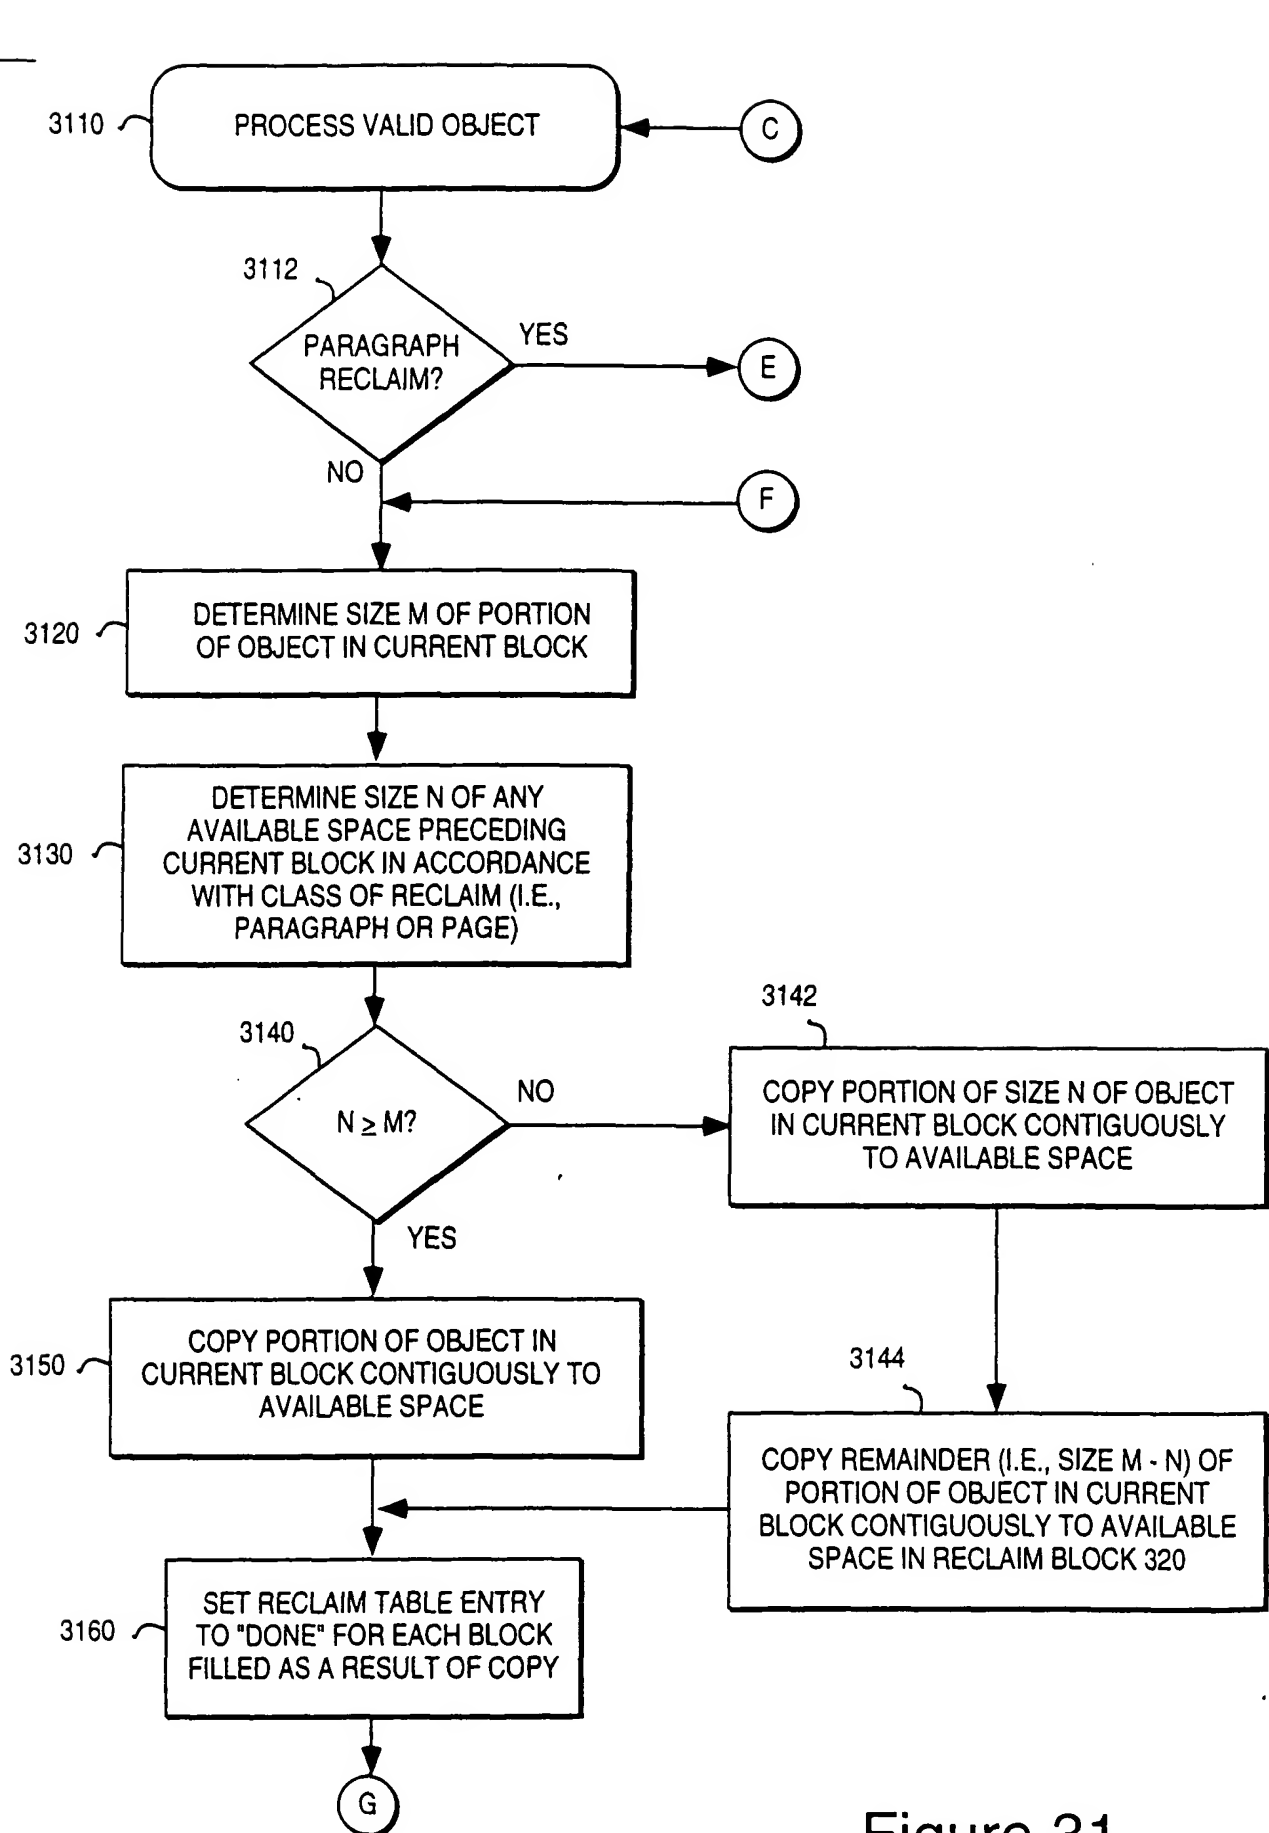 3110
PROCESS VALID OBJECT
C
3112
PARAGRAPH
RECLAIM?
YES
E
NO
F
3120
DETERMINE SIZE M OF PORTION
OF OBJECT IN CURRENT BLOCK
3130
DETERMINE SIZE N OF ANY
AVAILABLE SPACE PRECEDING
CURRENT BLOCK IN ACCORDANCE
WITH CLASS OF RECLAIM (I.E.,
PARAGRAPH OR PAGE)
3140
N ≥ M?
NO
3142
COPY PORTION OF SIZE N OF OBJECT
IN CURRENT BLOCK CONTIGUOUSLY
TO AVAILABLE SPACE
YES
3150
COPY PORTION OF OBJECT IN
CURRENT BLOCK CONTIGUOUSLY TO
AVAILABLE SPACE
3144
COPY REMAINDER (I.E., SIZE M - N) OF
PORTION OF OBJECT IN CURRENT
BLOCK CONTIGUOUSLY TO AVAILABLE
SPACE IN RECLAIM BLOCK 320
3160
SET RECLAIM TABLE ENTRY
TO "DONE" FOR EACH BLOCK
FILLED AS A RESULT OF COPY
G
Figure 31